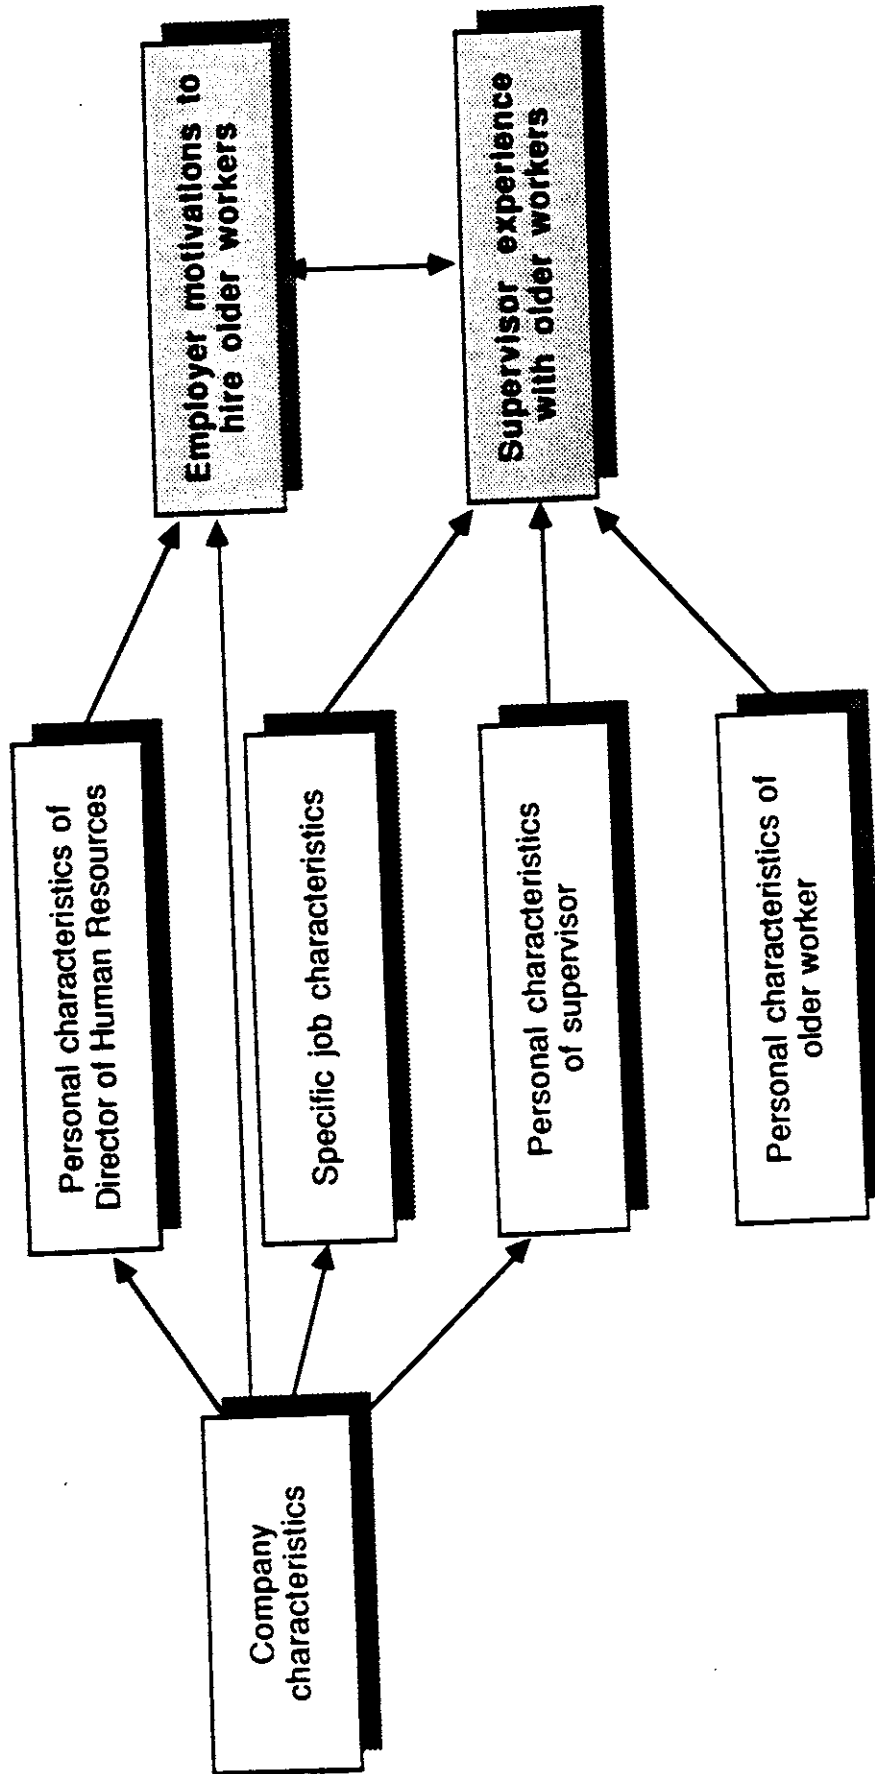 Company
characteristics
Personal characteristics of
Director of Human Resources
Specific job characteristics
Personal characteristics
of supervisor
Personal characteristics of
older worker
Employer motivations to
hire older workers
Supervisor experience
with older workers